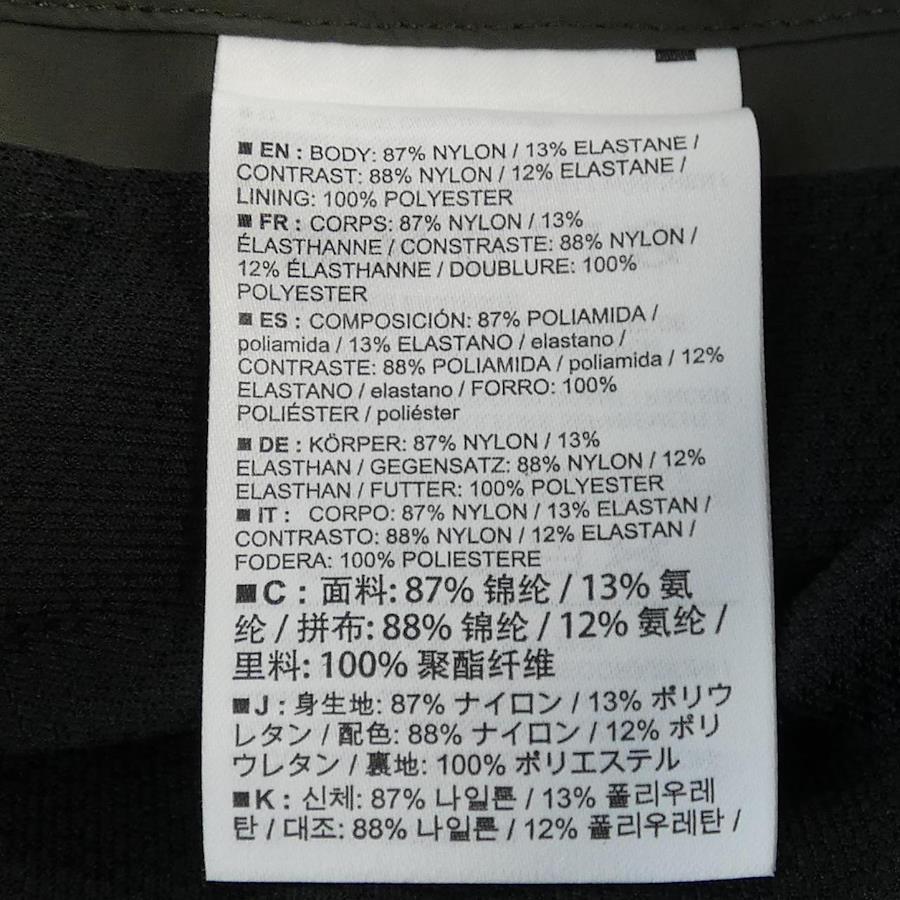 ■ EN : BODY: 87% NYLON / 13% ELASTANE /
CONTRAST: 88% NYLON / 12% ELASTANE /
LINING: 100% POLYESTER
■ FR : CORPS: 87% NYLON / 13%
ÉLASTHANNE / CONSTRASTE: 88% NYLON /
12% ÉLASTHANNE / DOUBLURE: 100%
POLYESTER
■ ES : COMPOSICIÓN: 87% POLIAMIDA /
poliamida / 13% ELASTANO / elastano /
CONTRASTE: 88% POLIAMIDA / poliamida / 12%
ELASTANO / elastano / FORRO: 100%
POLIÉSTER / poliéster
■ DE : KÖRPER: 87% NYLON / 13%
ELASTHAN / GEGENSATZ: 88% NYLON / 12%
ELASTHAN / FUTTER: 100% POLYESTER
■ IT : CORPO: 87% NYLON / 13% ELASTAN /
CONTRASTO: 88% NYLON / 12% ELASTAN /
FODERA: 100% POLIESTERE
■ C : 面料: 87% 锦纶 / 13% 氨
纶 / 拼布: 88% 锦纶 / 12% 氨纶 /
里料: 100% 聚酯纤维
■ J : 身生地: 87% ナイロン / 13% ポリウ
レタン / 配色: 88% ナイロン / 12% ポリ
ウレタン / 裏地: 100% ポリエステル
■ K : 신체: 87% 나일론 / 13% 폴리우레
탄 / 대조: 88% 나일론 / 12% 폴리우레탄 /